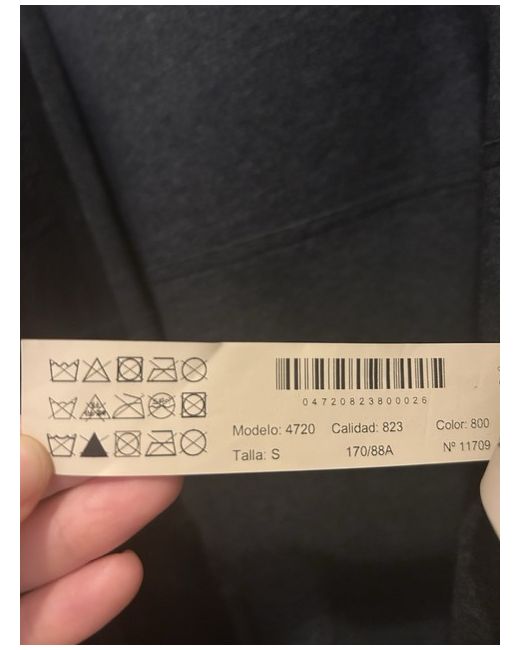 04720823800026
Modelo: 4720 Calidad: 823 Color: 800
Talla: S 170/88A Nº 11709